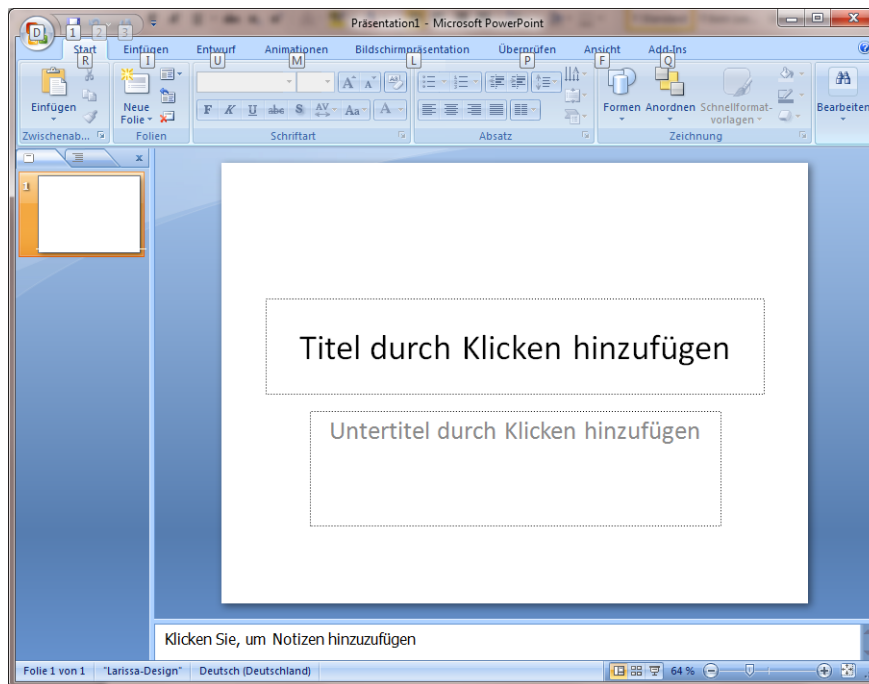 Präsentation1 - Microsoft PowerPoint
D 1 2 3
Start Einfügen Entwurf Animationen Bildschirmpräsentation Überprüfen Ansicht Add-Ins
R I U M L P F Q
Einfügen
Neue Folie
F K U abc S AV Aa A
Formen Anordnen Schnellformat-
vorlagen
Bearbeiten
Zwischenab... Folien Schriftart Absatz Zeichnung
1
Titel durch Klicken hinzufügen
Untertitel durch Klicken hinzufügen
Klicken Sie, um Notizen hinzuzufügen
Folie 1 von 1 "Larissa-Design" Deutsch (Deutschland) 64 %